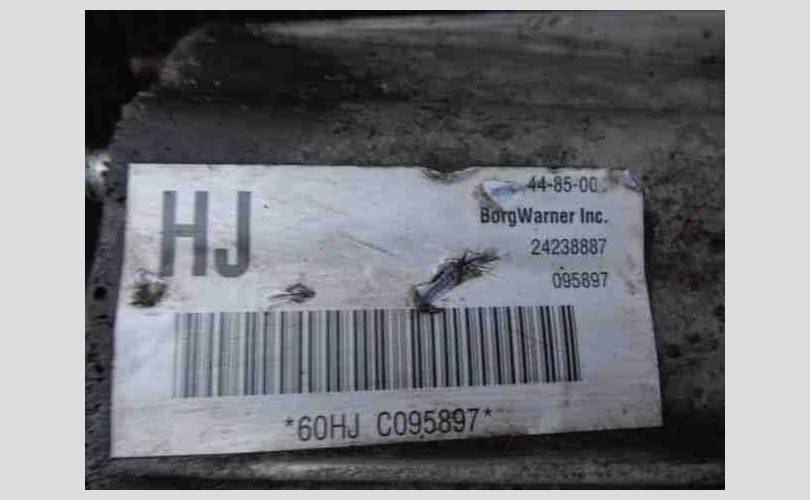 44-85-00
HJ
BorgWarner Inc.
24238887
095897
*60HJ C095897*